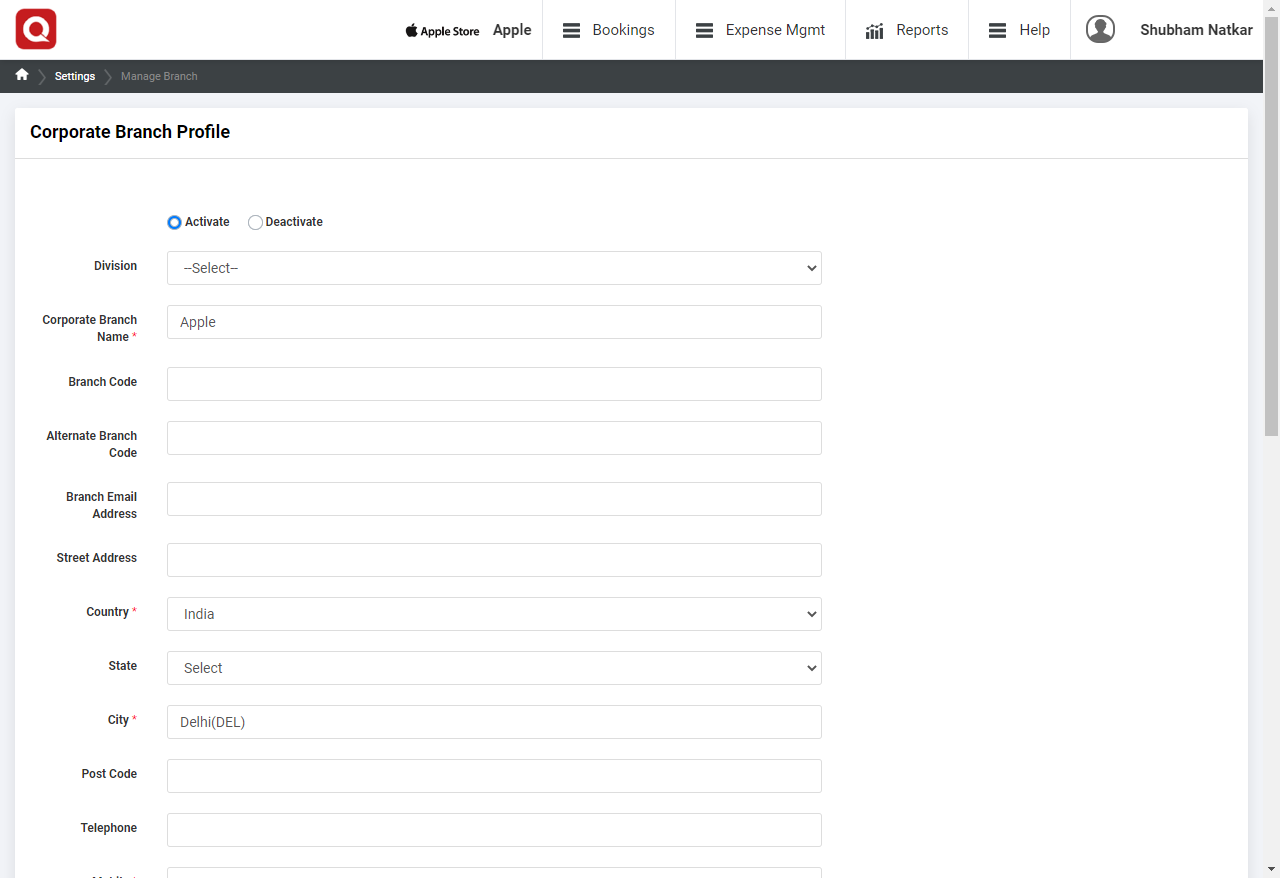 Q
Apple Store
Apple
Bookings
Expense Mgmt
Reports
Help
Shubham Natkar
Settings
Manage Branch
Corporate Branch Profile
Activate
Deactivate
Division
--Select--
Corporate Branch
Name *
Apple
Branch Code
Alternate Branch
Code
Branch Email
Address
Street Address
Country *
India
State
Select
City *
Delhi(DEL)
Post Code
Telephone